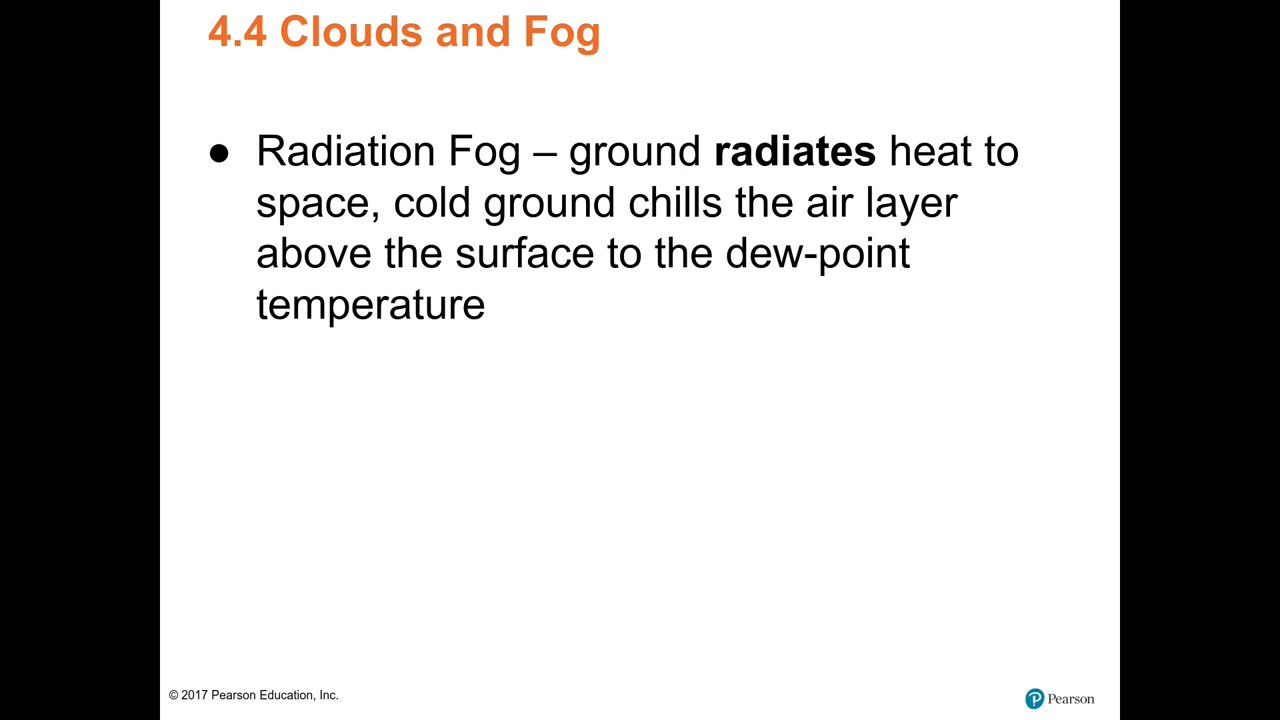 4.4 Clouds and Fog
● Radiation Fog – ground radiates heat to
space, cold ground chills the air layer
above the surface to the dew-point
temperature
© 2017 Pearson Education, Inc.
P Pearson